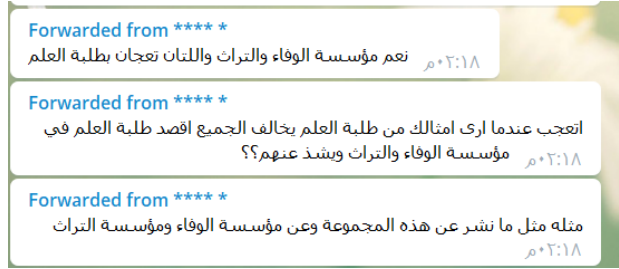 Forwarded from **** *
نعم مؤسسة الوفاء والتراث واللتان تعجان بطلبة العلم
٠٢:١٨م
Forwarded from **** *
اتعجب عندما ارى امثالك من طلبة العلم يخالف الجميع اقصد طلبة العلم في
مؤسسة الوفاء والتراث ويشذ عنهم؟؟
٠٢:١٨م
Forwarded from **** *
مثله مثل ما نشر عن هذه المجموعة وعن مؤسسة الوفاء ومؤسسة التراث
٠٢:١٨م